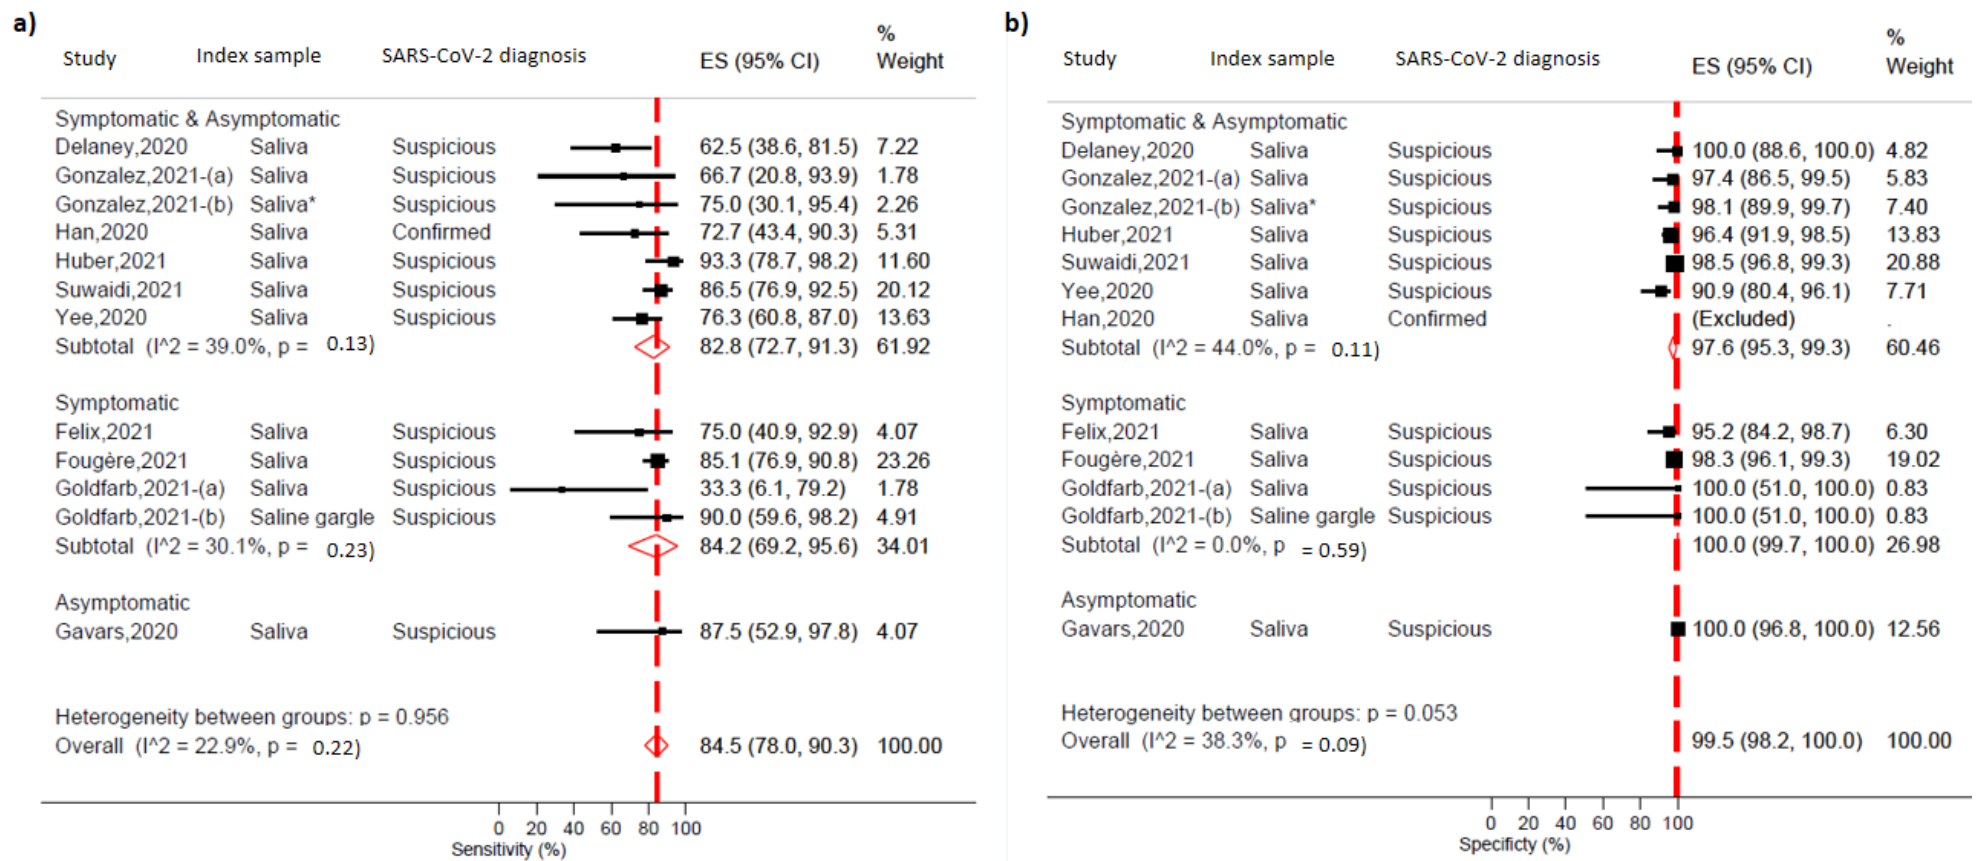 a)
Study Index sample SARS-CoV-2 diagnosis ES (95% CI) % Weight
Symptomatic & Asymptomatic
Delaney,2020 Saliva Suspicious 62.5 (38.6, 81.5) 7.22
Gonzalez,2021-(a) Saliva Suspicious 66.7 (20.8, 93.9) 1.78
Gonzalez,2021-(b) Saliva* Suspicious 75.0 (30.1, 95.4) 2.26
Han,2020 Saliva Confirmed 72.7 (43.4, 90.3) 5.31
Huber,2021 Saliva Suspicious 93.3 (78.7, 98.2) 11.60
Suwaidi,2021 Saliva Suspicious 86.5 (76.9, 92.5) 20.12
Yee,2020 Saliva Suspicious 76.3 (60.8, 87.0) 13.63
Subtotal (I^2 = 39.0%, p = 0.13) 82.8 (72.7, 91.3) 61.92
Symptomatic
Felix,2021 Saliva Suspicious 75.0 (40.9, 92.9) 4.07
Fougère,2021 Saliva Suspicious 85.1 (76.9, 90.8) 23.26
Goldfarb,2021-(a) Saliva Suspicious 33.3 (6.1, 79.2) 1.78
Goldfarb,2021-(b) Saline gargle Suspicious 90.0 (59.6, 98.2) 4.91
Subtotal (I^2 = 30.1%, p = 0.23) 84.2 (69.2, 95.6) 34.01
Asymptomatic
Gavars,2020 Saliva Suspicious 87.5 (52.9, 97.8) 4.07
Heterogeneity between groups: p = 0.956
Overall (I^2 = 22.9%, p = 0.22) 84.5 (78.0, 90.3) 100.00
0 20 40 60 80 100
Sensitivity (%)
b)
Study Index sample SARS-CoV-2 diagnosis ES (95% CI) % Weight
Symptomatic & Asymptomatic
Delaney,2020 Saliva Suspicious 100.0 (88.6, 100.0) 4.82
Gonzalez,2021-(a) Saliva Suspicious 97.4 (86.5, 99.5) 5.83
Gonzalez,2021-(b) Saliva* Suspicious 98.1 (89.9, 99.7) 7.40
Huber,2021 Saliva Suspicious 96.4 (91.9, 98.5) 13.83
Suwaidi,2021 Saliva Suspicious 98.5 (96.8, 99.3) 20.88
Yee,2020 Saliva Suspicious 90.9 (80.4, 96.1) 7.71
Han,2020 Saliva Confirmed (Excluded) .
Subtotal (I^2 = 44.0%, p = 0.11) 97.6 (95.3, 99.3) 60.46
Symptomatic
Felix,2021 Saliva Suspicious 95.2 (84.2, 98.7) 6.30
Fougère,2021 Saliva Suspicious 98.3 (96.1, 99.3) 19.02
Goldfarb,2021-(a) Saliva Suspicious 100.0 (51.0, 100.0) 0.83
Goldfarb,2021-(b) Saline gargle Suspicious 100.0 (51.0, 100.0) 0.83
Subtotal (I^2 = 0.0%, p = 0.59) 100.0 (99.7, 100.0) 26.98
Asymptomatic
Gavars,2020 Saliva Suspicious 100.0 (96.8, 100.0) 12.56
Heterogeneity between groups: p = 0.053
Overall (I^2 = 38.3%, p = 0.09) 99.5 (98.2, 100.0) 100.00
0 20 40 60 80 100
Specificty (%)